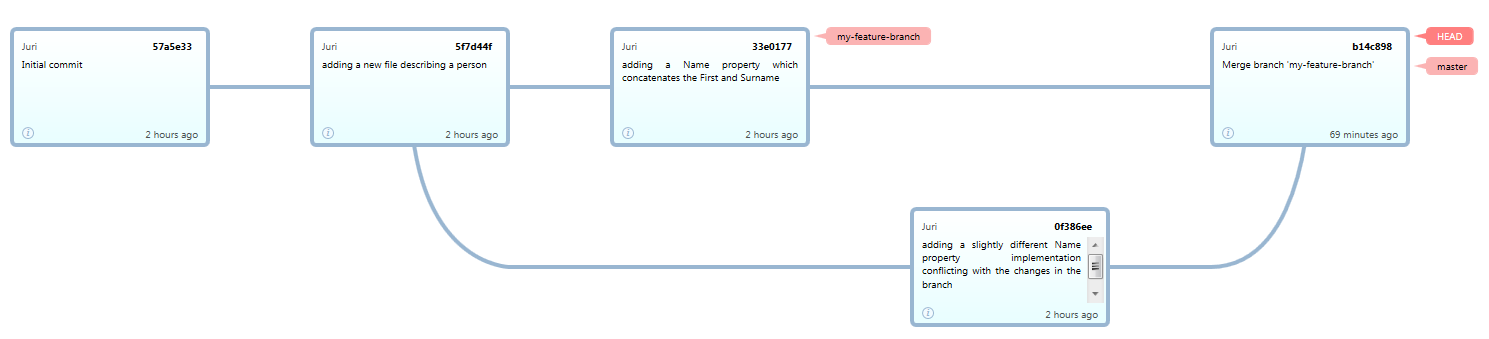 Juri 57a5e33
Initial commit
2 hours ago
Juri 5f7d44f
adding a new file describing a person
2 hours ago
Juri 33e0177
adding a Name property which
concatenates the First and Surname
2 hours ago
my-feature-branch
Juri b14c898
Merge branch 'my-feature-branch'
69 minutes ago
HEAD
master
Juri 0f386ee
adding a slightly different Name
property implementation
conflicting with the changes in the
branch
2 hours ago